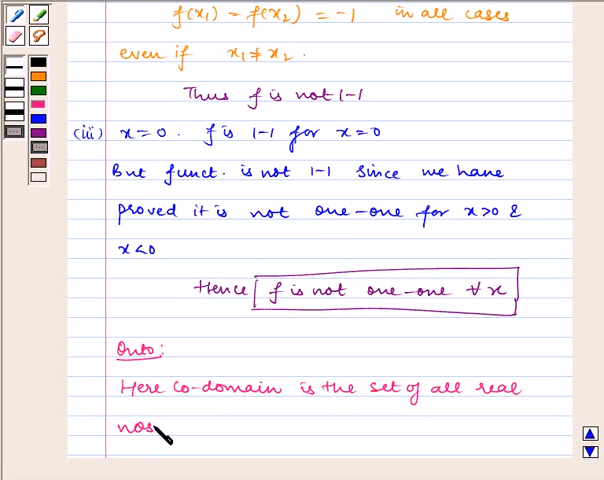 f(x1) = f(x2) = -1 in all cases
even if x1 ≠ x2.
Thus f is not 1-1
(iii) x=0. f is 1-1 for x=0
But funct. is not 1-1 since we have
proved it is not one-one for x>0 &
x<0
Hence f is not one-one ∀ x
Onto:
Here co-domain is the set of all real
nos